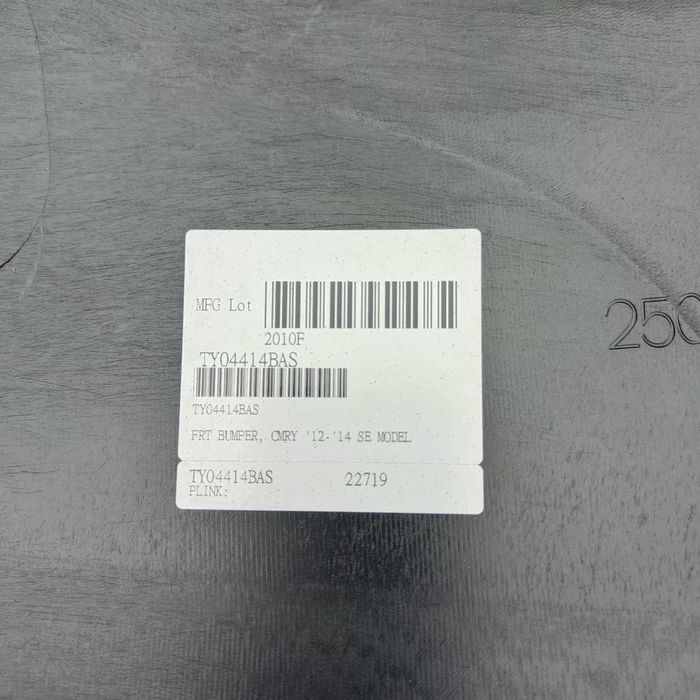 MFG Lot
2010F
TY04414BAS
TY04414BAS
FRT BUMPER, CMRY '12-'14 SE MODEL
TY04414BAS 22719
PLINK:
250